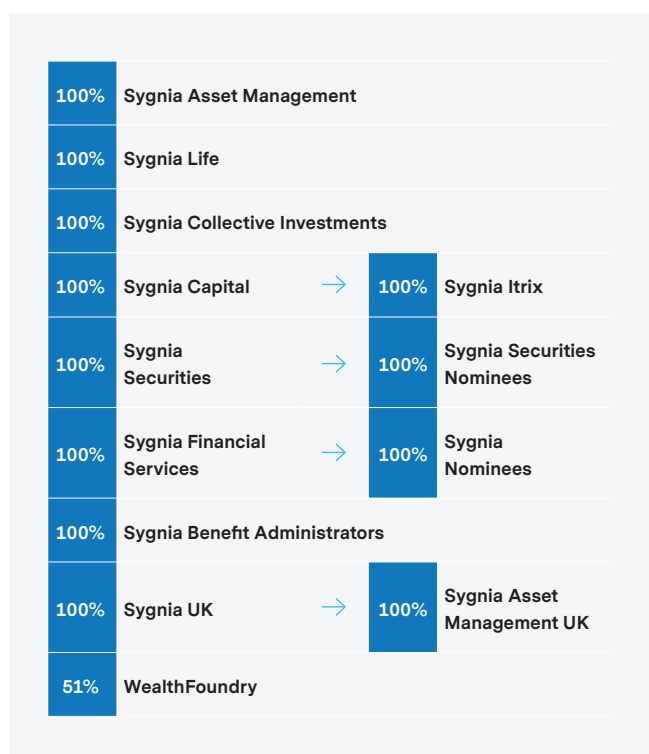 100% Sygnia Asset Management
100% Sygnia Life
100% Sygnia Collective Investments
100% Sygnia Capital → 100% Sygnia Itrix
100% Sygnia
Securities → 100% Sygnia Securities
Nominees
100% Sygnia Financial
Services → 100% Sygnia
Nominees
100% Sygnia Benefit Administrators
100% Sygnia UK → 100% Sygnia Asset
Management UK
51% WealthFoundry